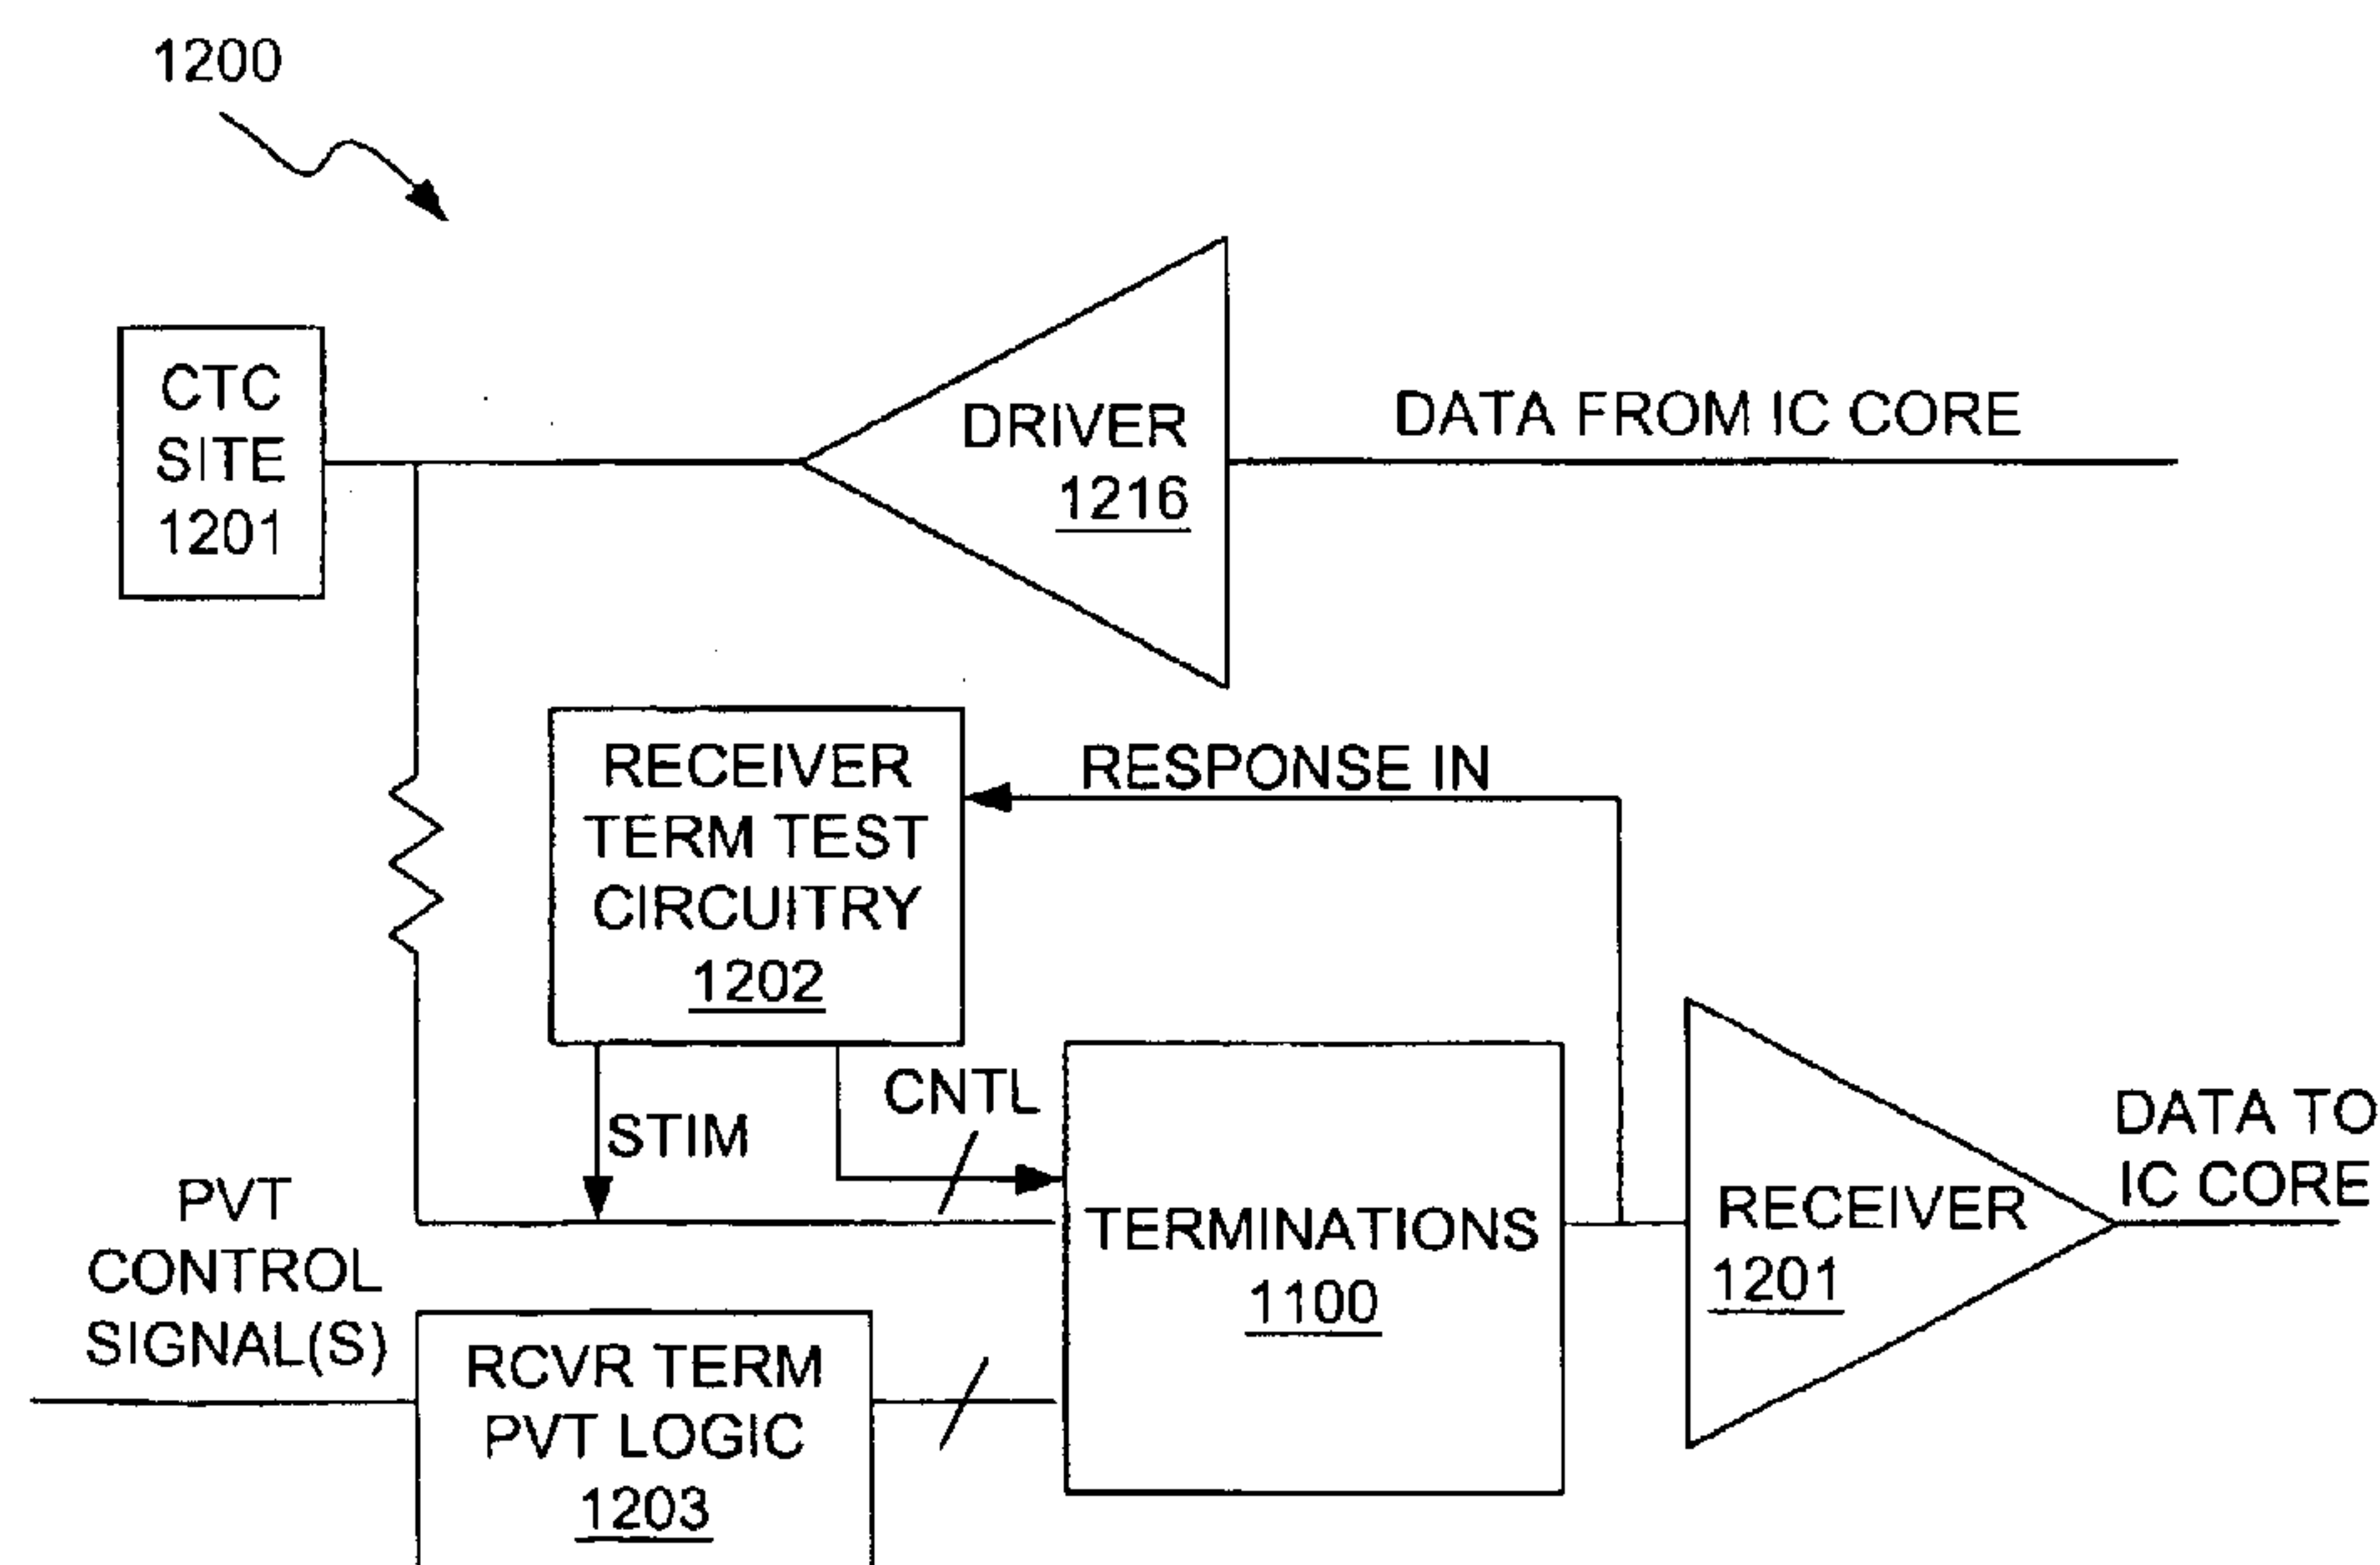 1200
CTC
SITE
1201
DRIVER
1216
DATA FROM IC CORE
RECEIVER
TERM TEST
CIRCUITRY
1202
RESPONSE IN
STIM
CNTL
TERMINATIONS
1100
RECEIVER
1201
DATA TO
IC CORE
PVT
CONTROL
SIGNAL(S)
RCVR TERM
PVT LOGIC
1203